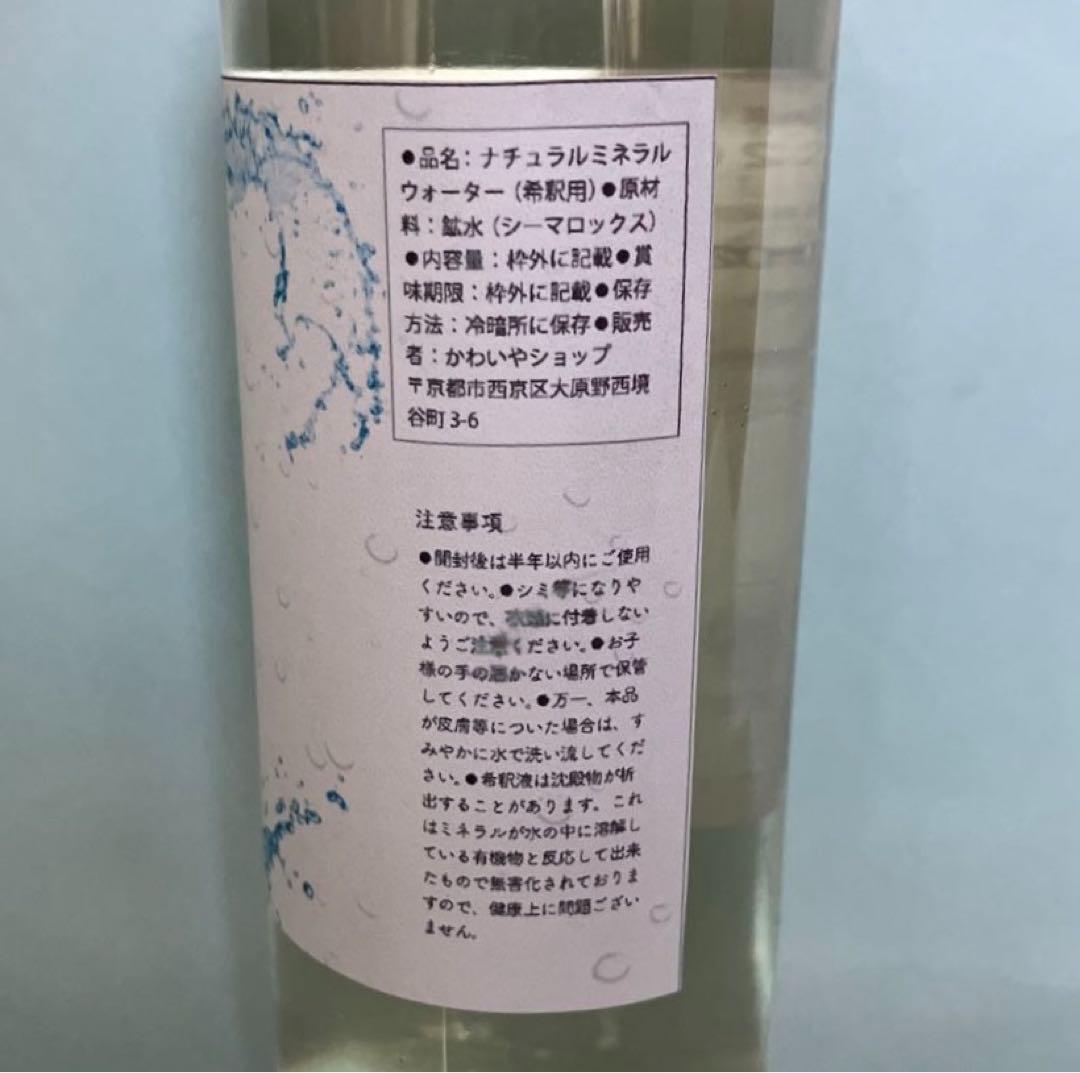 ●品名：ナチュラルミネラル
ウォーター（希釈用）●原材
料：鉱水（シーマロックス）
●内容量：枠外に記載●賞
味期限：枠外に記載●保存
方法：冷暗所に保存●販売
者：かわいやショップ
〒京都市西京区大原野西境
谷町 3-6
注意事項
●開封後は半年以内にご使用
ください。●シミ等になりや
すいので、に付着しない
ようご注意ください。●お子
様の手の届かない場所で保管
してください。●万一、本品
が皮膚等についた場合は、す
みやかに水で洗い流してくだ
さい。●希釈液は沈殿物が析
出することがあります。これ
はミネラルが水の中に溶解し
ている有機物と反応して出来
たもので無害化されておりま
すので、健康上に問題ござい
ません。